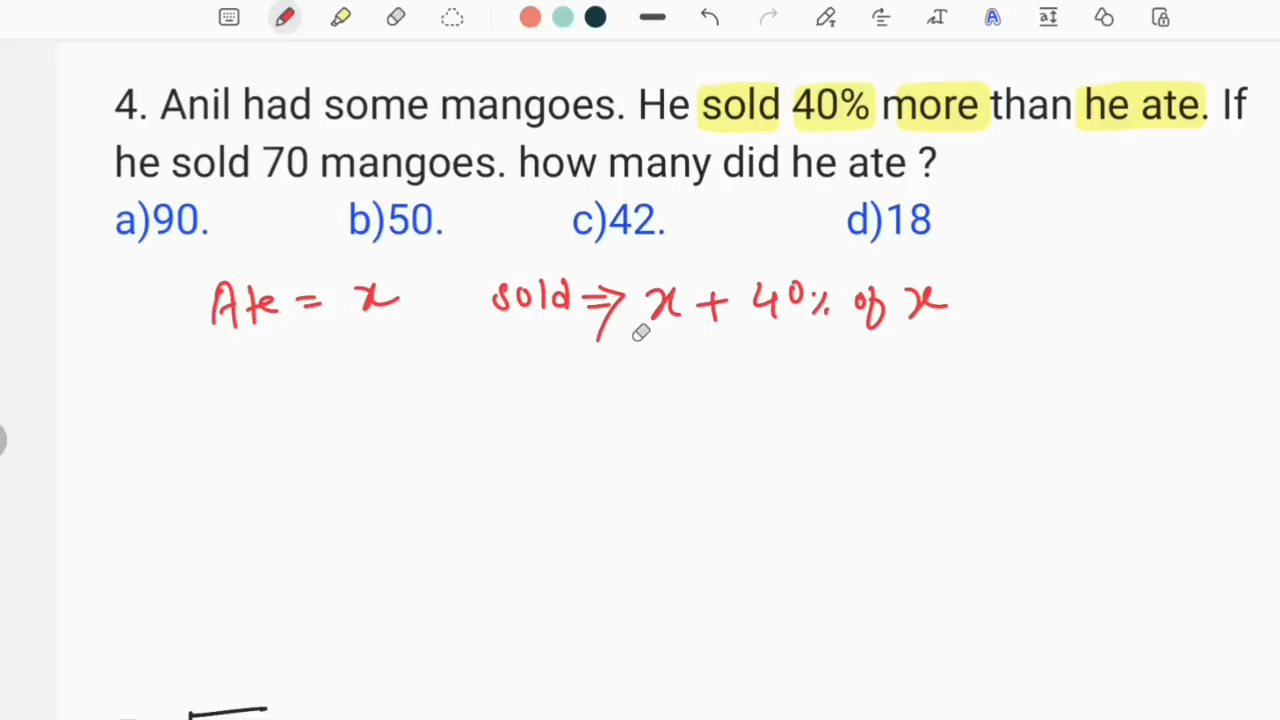 4. Anil had some mangoes. He sold 40% more than he ate. If
he sold 70 mangoes. how many did he ate ?
a)90. b)50. c)42. d)18
Ate = x sold ⇒ x + 40% of x